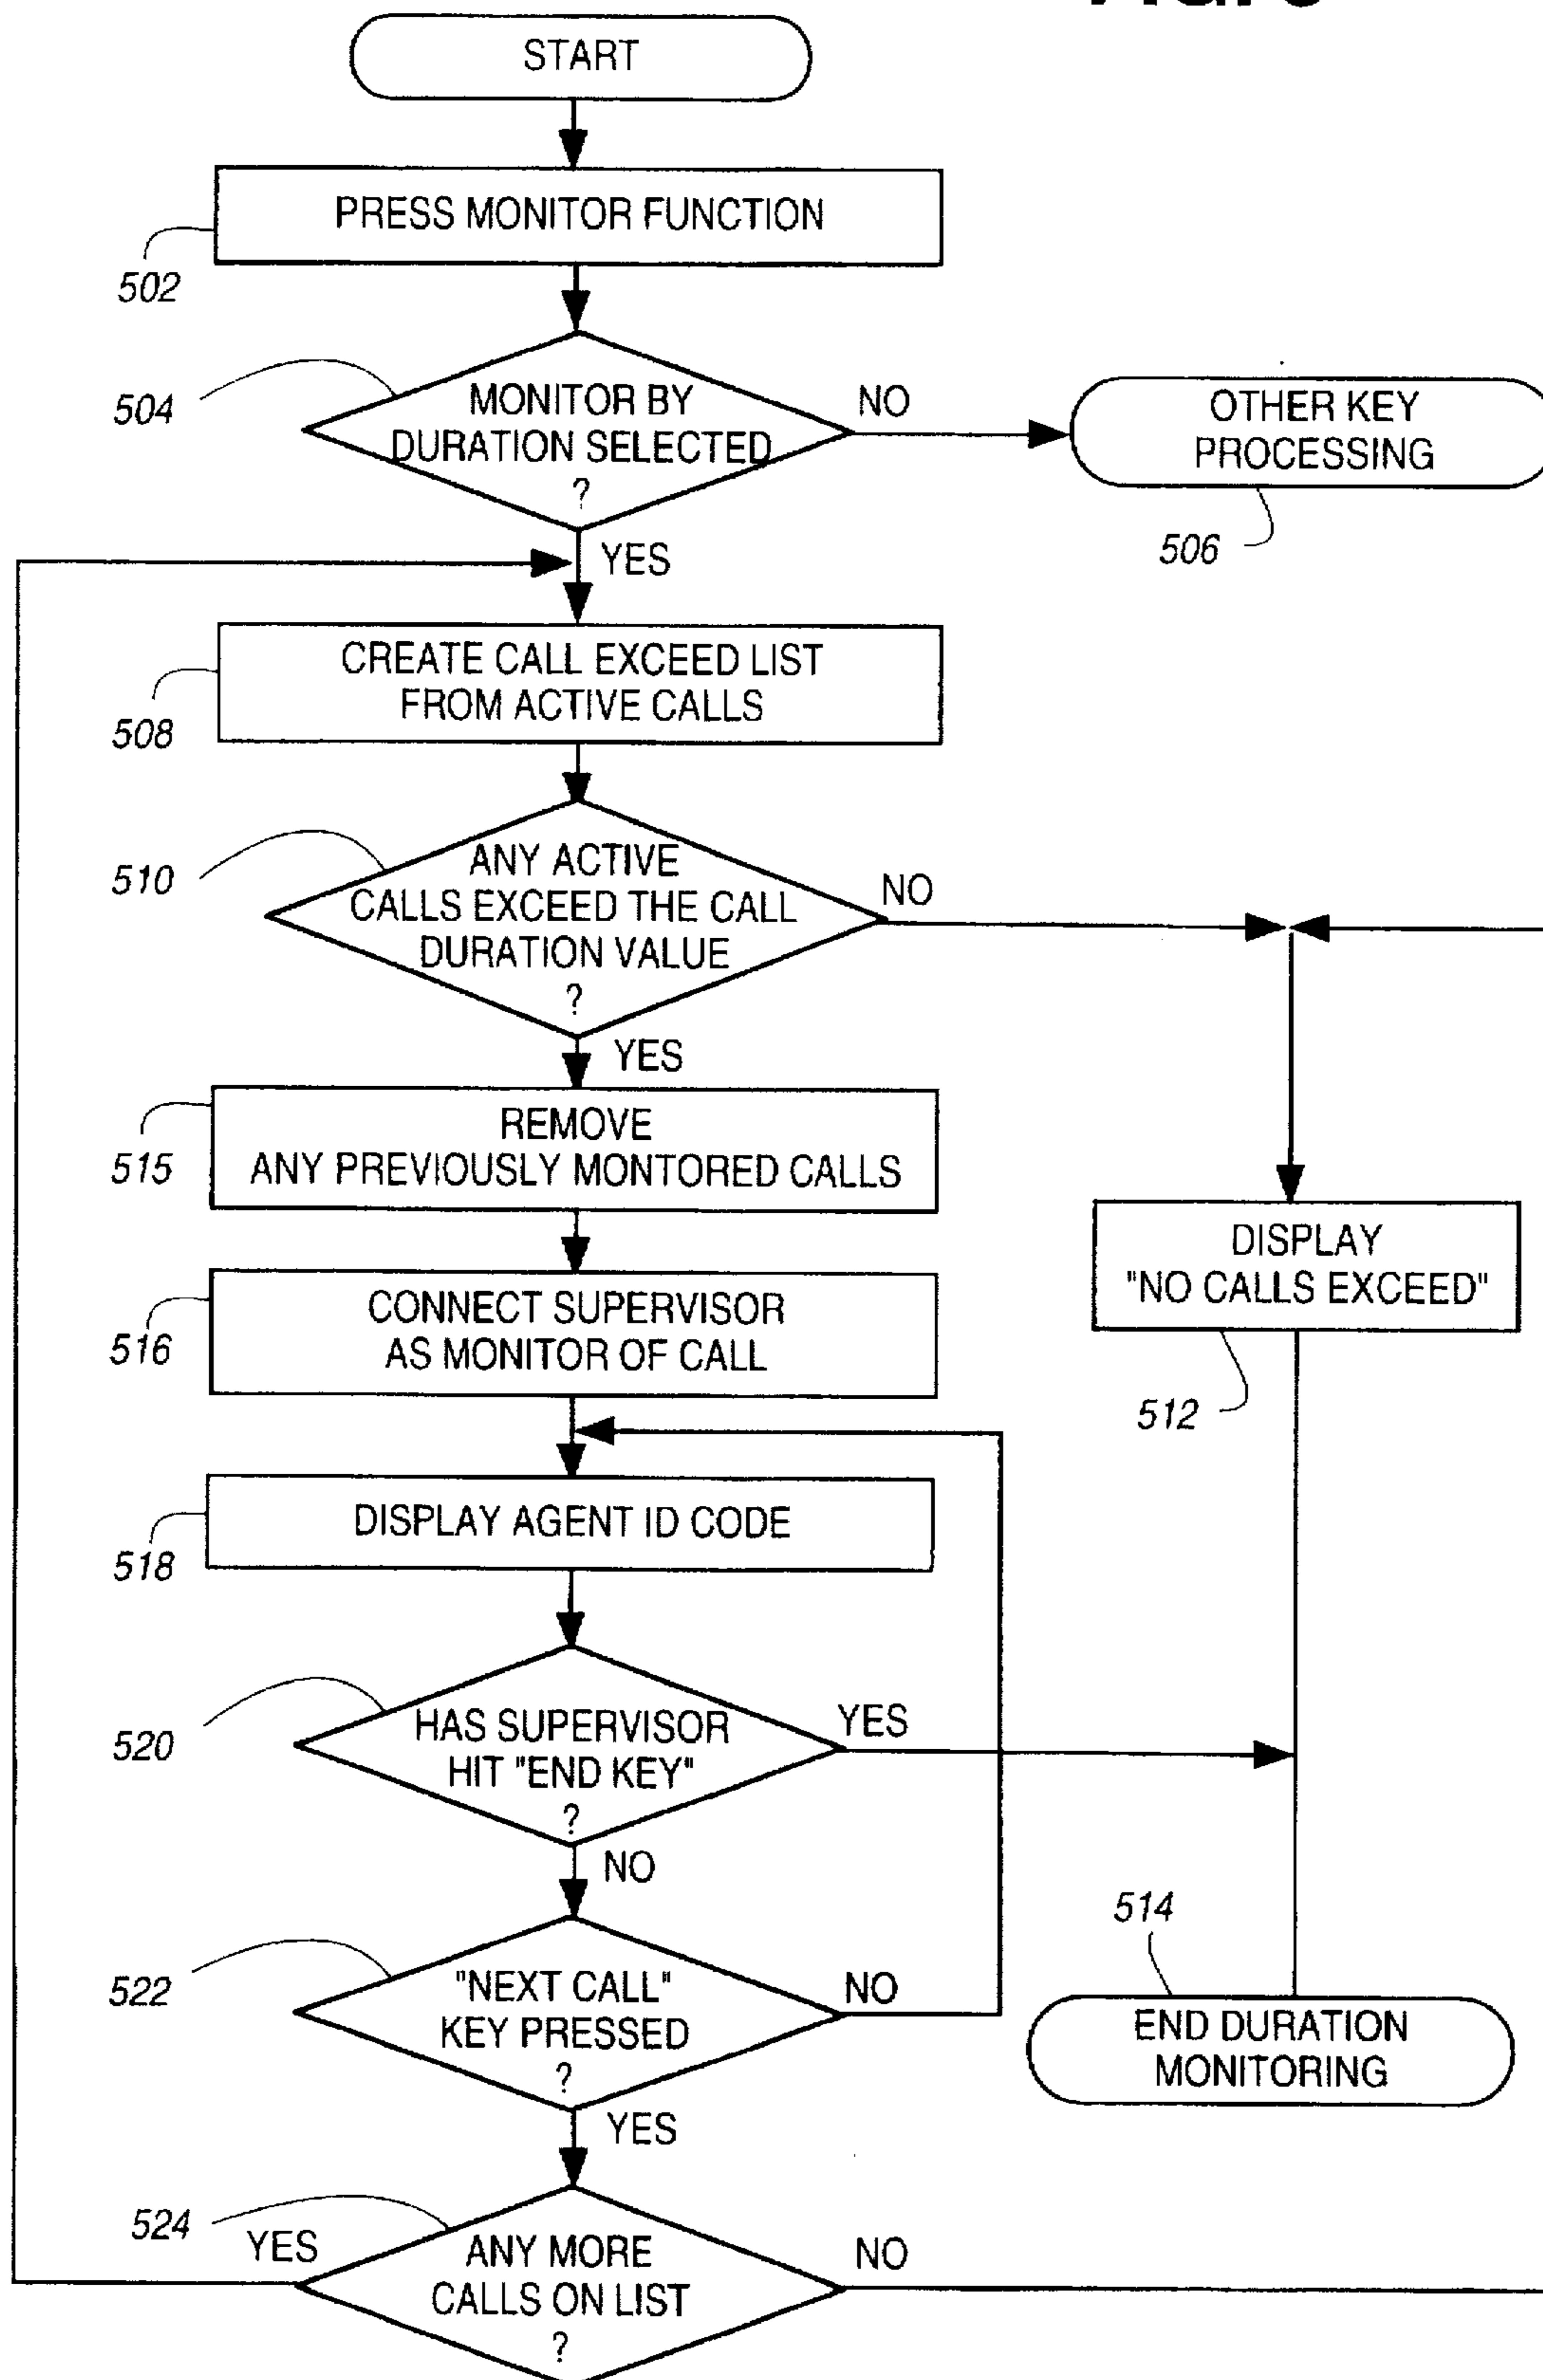 START
PRESS MONITOR FUNCTION
502
504
MONITOR BY
DURATION SELECTED
?
NO
OTHER KEY
PROCESSING
506
YES
CREATE CALL EXCEED LIST
FROM ACTIVE CALLS
508
510
ANY ACTIVE
CALLS EXCEED THE CALL
DURATION VALUE
?
NO
YES
REMOVE
ANY PREVIOUSLY MONTORED CALLS
515
DISPLAY
"NO CALLS EXCEED"
512
CONNECT SUPERVISOR
AS MONITOR OF CALL
516
DISPLAY AGENT ID CODE
518
520
HAS SUPERVISOR
HIT "END KEY"
?
YES
NO
514
END DURATION
MONITORING
522
"NEXT CALL"
KEY PRESSED
?
NO
YES
524
YES
ANY MORE
CALLS ON LIST
?
NO